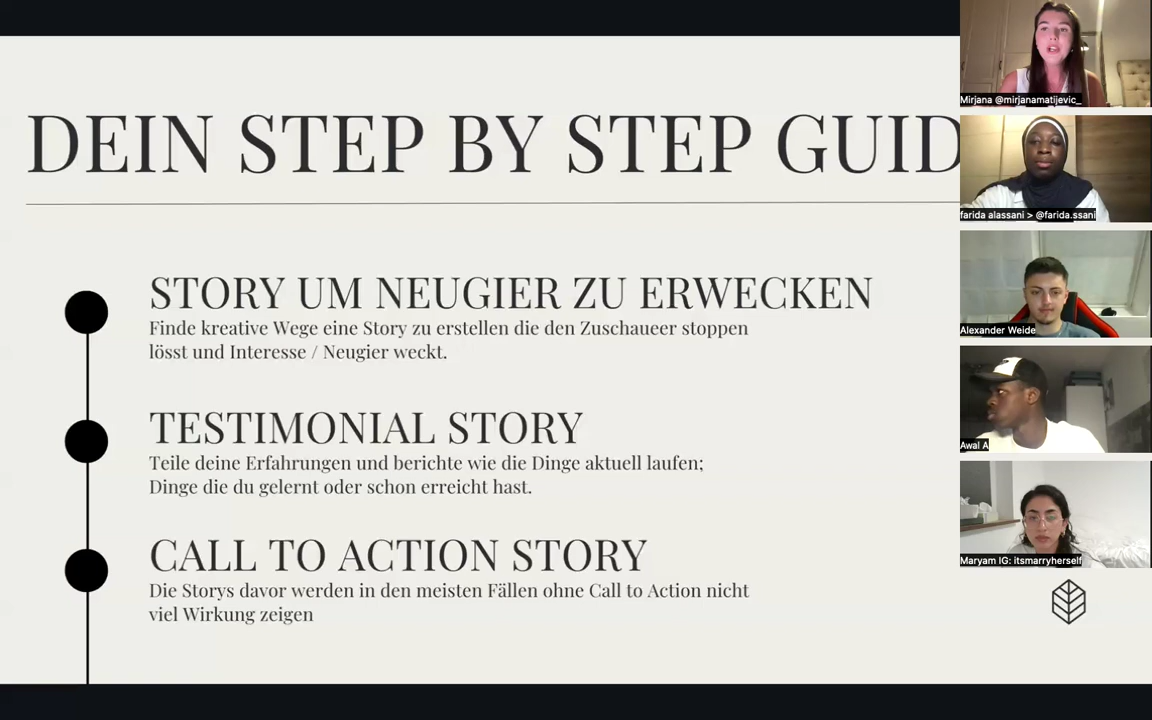 DEIN STEP BY STEP GUID
STORY UM NEUGIER ZU ERWECKEN
Finde kreative Wege eine Story zu erstellen die den Zuschaueer stoppen
lösst und Interesse / Neugier weckt.
TESTIMONIAL STORY
Teile deine Erfahrungen und berichte wie die Dinge aktuell laufen;
Dinge die du gelernt oder schon erreicht hast.
CALL TO ACTION STORY
Die Storys davor werden in den meisten Fällen ohne Call to Action nicht
viel Wirkung zeigen
Mirjana @mirjanamatijevic_
farida alassani > @farida.ssani
Alexander Weide
Awal A
Maryam IG: itsmarryherself